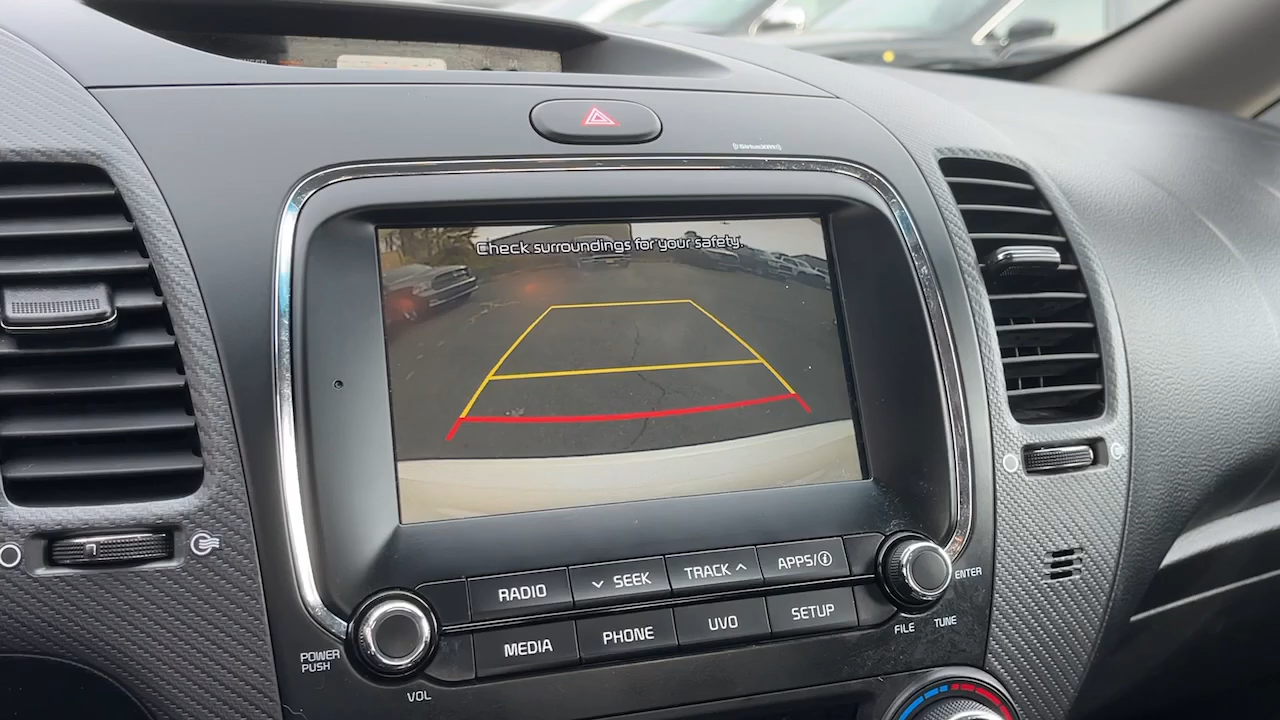 H M
((SiriusXM))
Check surroundings for your safety.
RADIO
SEEK
TRACK
APPS/i
MEDIA
PHONE
UVO
SETUP
POWER
PUSH
VOL
ENTER
FILE
TUNE